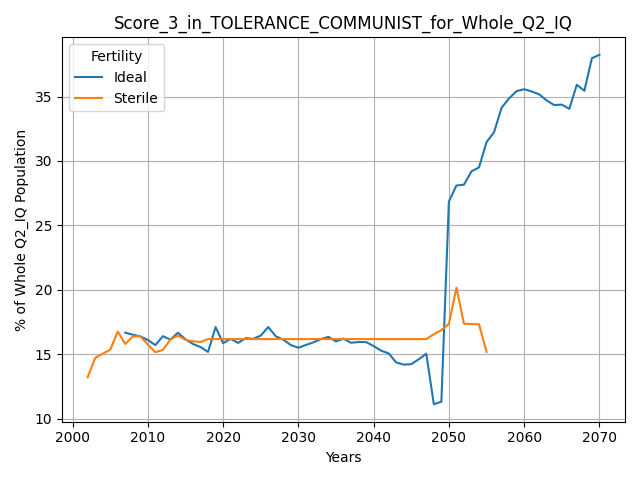 Score_3_in_TOLERANCE_COMMUNIST_for_Whole_Q2_IQ
Fertility
Ideal
Sterile
% of Whole Q2_IQ Population
35
30
25
20
15
10
2000 2010 2020 2030 2040 2050 2060 2070
Years